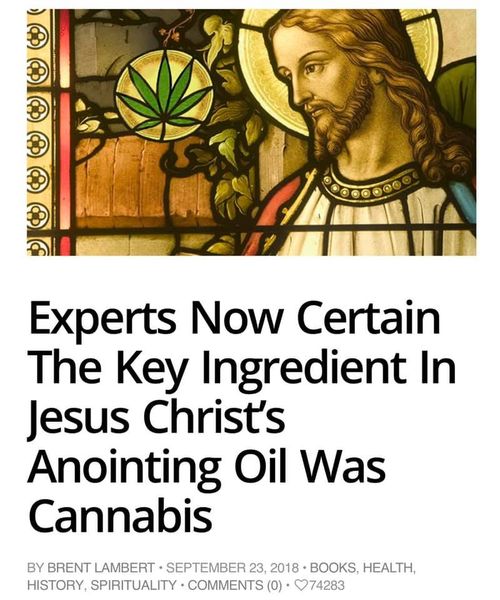 Experts Now Certain
The Key Ingredient In
Jesus Christ's
Anointing Oil Was
Cannabis
BY BRENT LAMBERT • SEPTEMBER 23, 2018 • BOOKS, HEALTH,
HISTORY, SPIRITUALITY • COMMENTS (0) • ♡74283